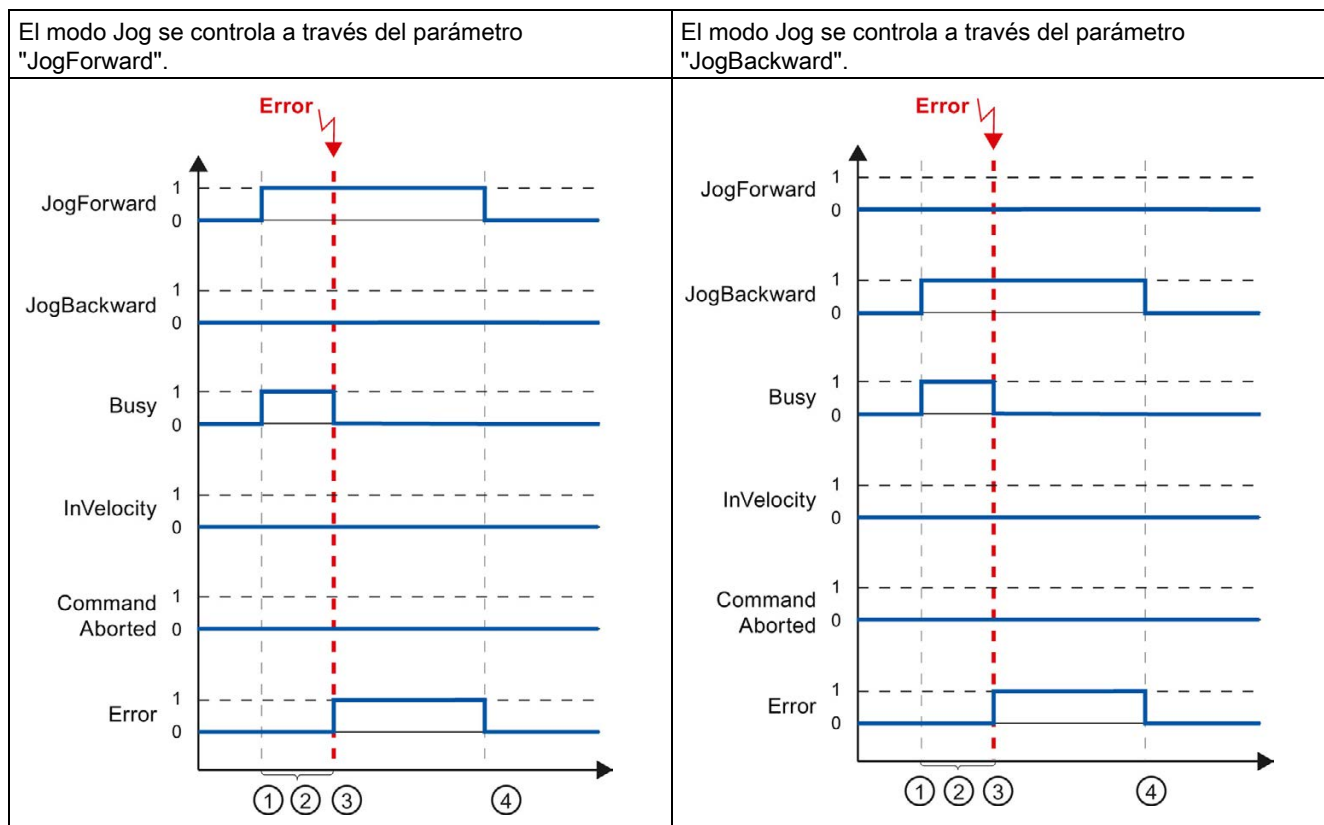 El modo Jog se controla a través del parámetro
"JogForward".
Error
JogForward
1
0
JogBackward
1
0
Busy
1
0
InVelocity
1
0
Command
Aborted
1
0
Error
1
0
① ② ③ ④
El modo Jog se controla a través del parámetro
"JogBackward".
Error
JogForward
1
0
JogBackward
1
0
Busy
1
0
InVelocity
1
0
Command
Aborted
1
0
Error
1
0
① ② ③ ④